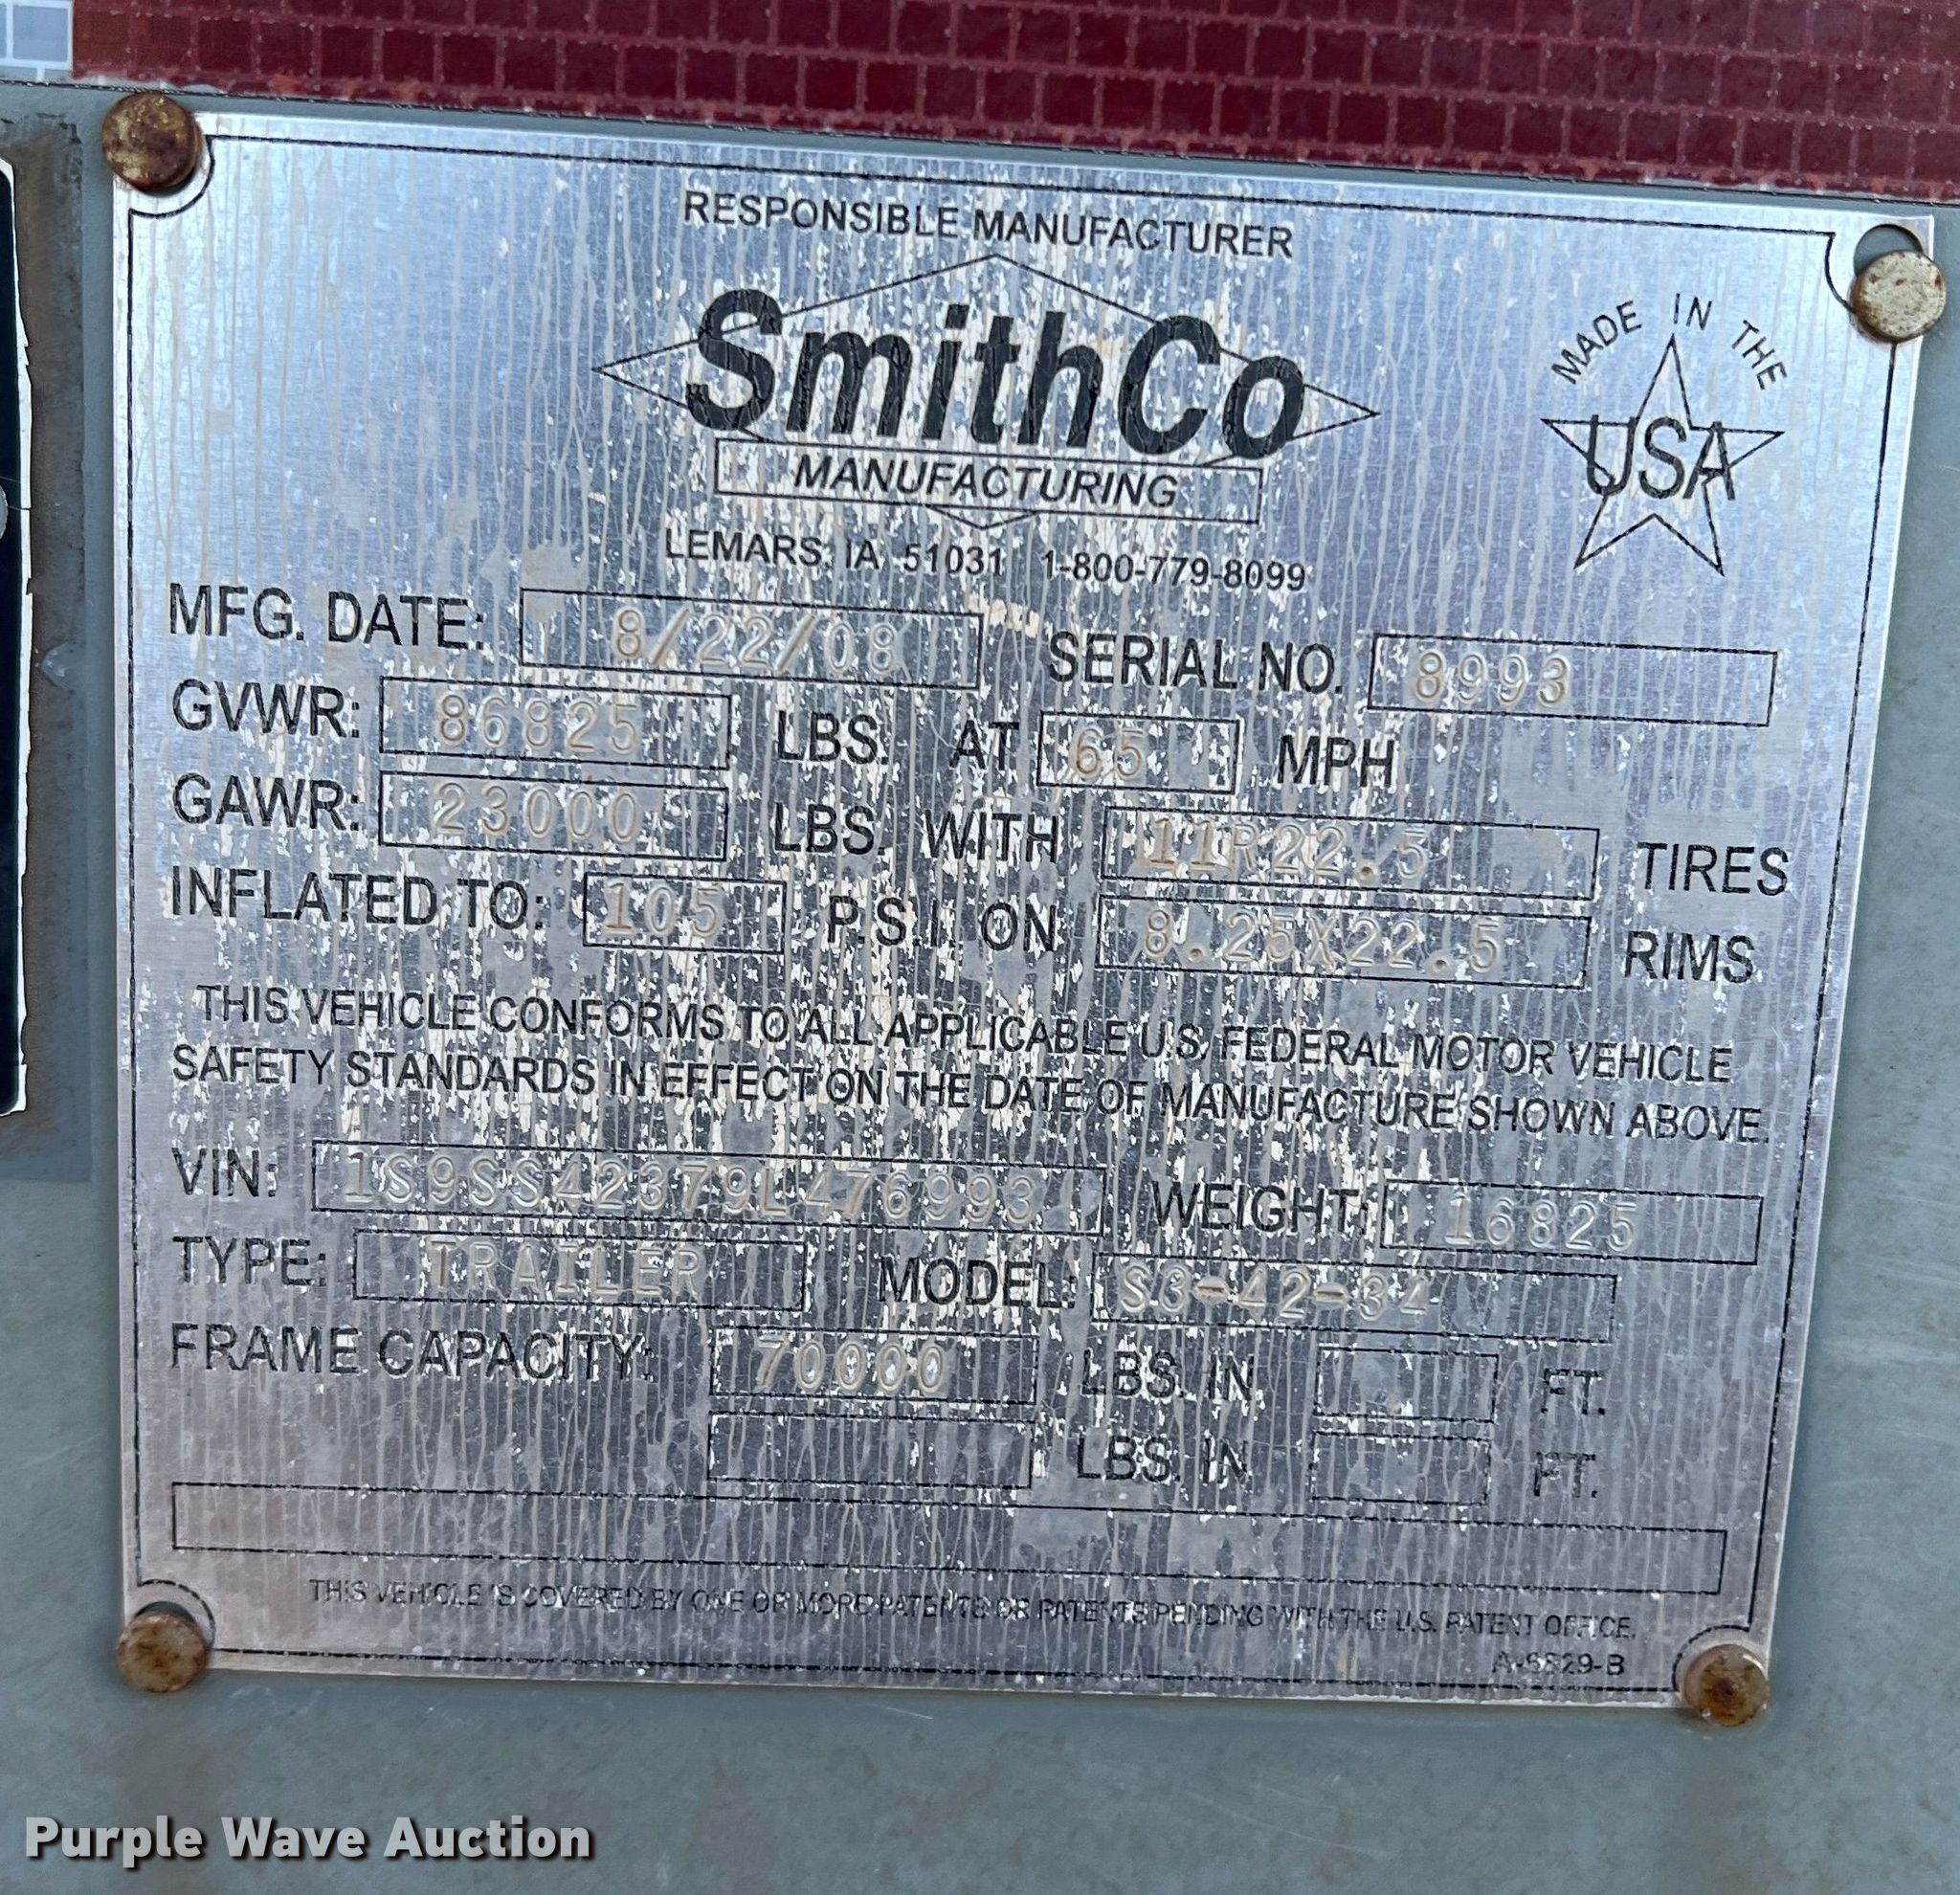 RESPONSIBLE MANUFACTURER
SmithCo
MANUFACTURING
MADE IN THE
USA
LEMARS, IA 51031 1-800-779-8099
MFG. DATE: 8/22/08 SERIAL NO. 8993
GVWR: 86825 LBS. AT 65 MPH
GAWR: 23000 LBS. WITH 11R22.5 TIRES
INFLATED TO: 105 P.S.I. ON 8.25X22.5 RIMS
THIS VEHICLE CONFORMS TO ALL APPLICABLE U.S. FEDERAL MOTOR VEHICLE
SAFETY STANDARDS IN EFFECT ON THE DATE OF MANUFACTURE SHOWN ABOVE.
VIN: 1S9SS42379L476993 WEIGHT: 16825
TYPE: TRAILER MODEL: S3-42-34
FRAME CAPACITY: 70000 LBS. IN FT.
LBS. IN FT.
THIS VEHICLE IS COVERED BY ONE OR MORE PATENTS OR PATENTS PENDING WITH THE U.S. PATENT OFFICE.
Purple Wave Auction